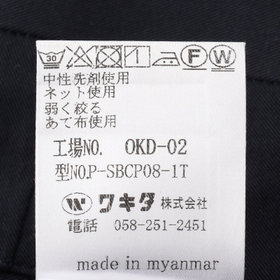 30 F W
中性洗剤使用
ネット使用
弱く絞る
あて布使用
工場NO. OKD-02
型NO.P-SBCP08-1T
ワキタ株式会社
電話 058-251-2451
made in myanmar